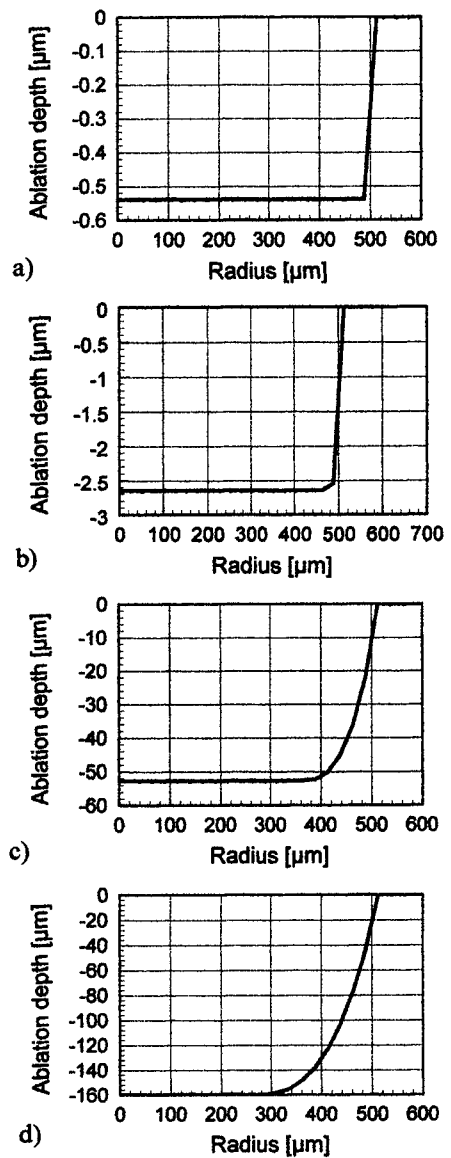 Ablation depth [µm]
0
-0.1
-0.2
-0.3
-0.4
-0.5
-0.6
0 100 200 300 400 500 600
a)
Radius [µm]
Ablation depth [µm]
0
-0.5
-1
-1.5
-2
-2.5
-3
0 100 200 300 400 500 600 700
b)
Radius [µm]
Ablation depth [µm]
0
-10
-20
-30
-40
-50
-60
0 100 200 300 400 500 600
c)
Radius [µm]
Ablation depth [µm]
0
-20
-40
-60
-80
-100
-120
-140
-160
0 100 200 300 400 500 600
d)
Radius [µm]